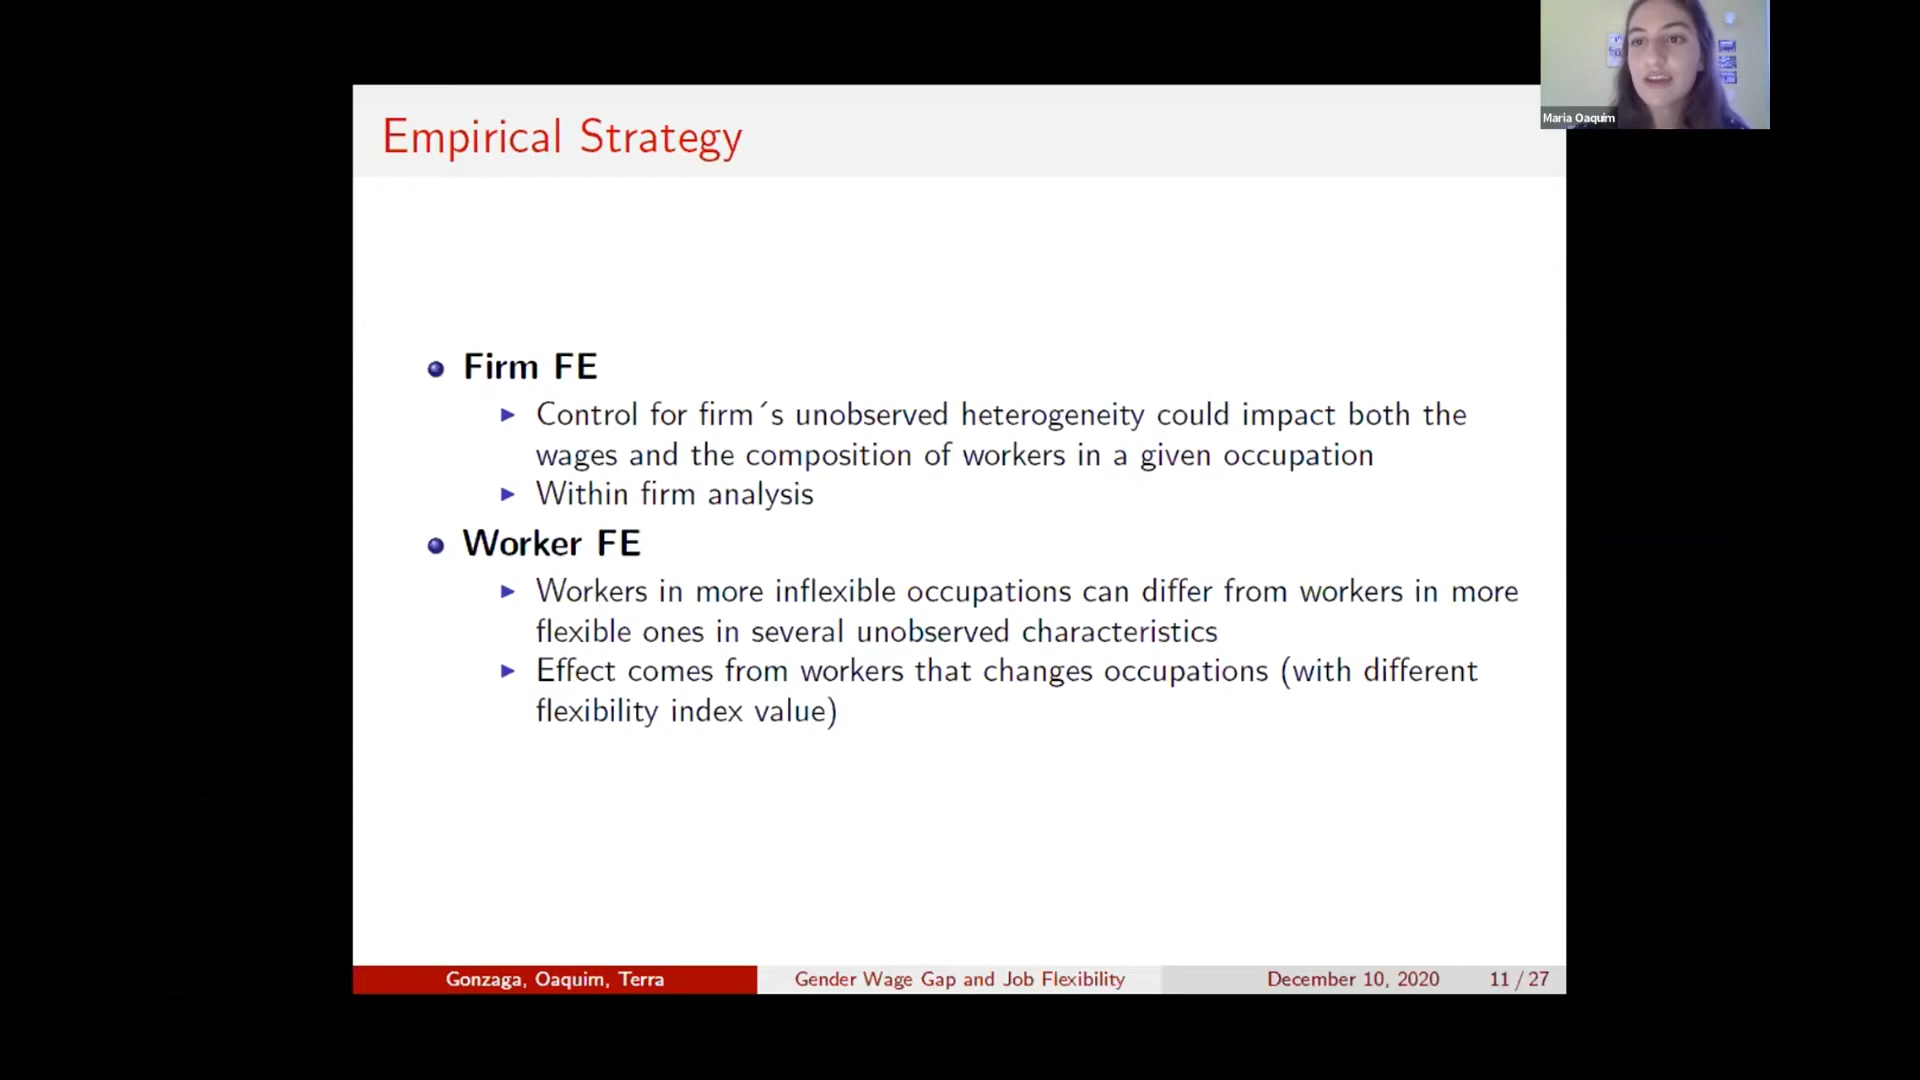 Maria Oaquim
Empirical Strategy
Firm FE
Control for firm´s unobserved heterogeneity could impact both the
wages and the composition of workers in a given occupation
Within firm analysis
Worker FE
Workers in more inflexible occupations can differ from workers in more
flexible ones in several unobserved characteristics
Effect comes from workers that changes occupations (with different
flexibility index value)
Gonzaga, Oaquim, Terra
Gender Wage Gap and Job Flexibility
December 10, 2020
11 / 27